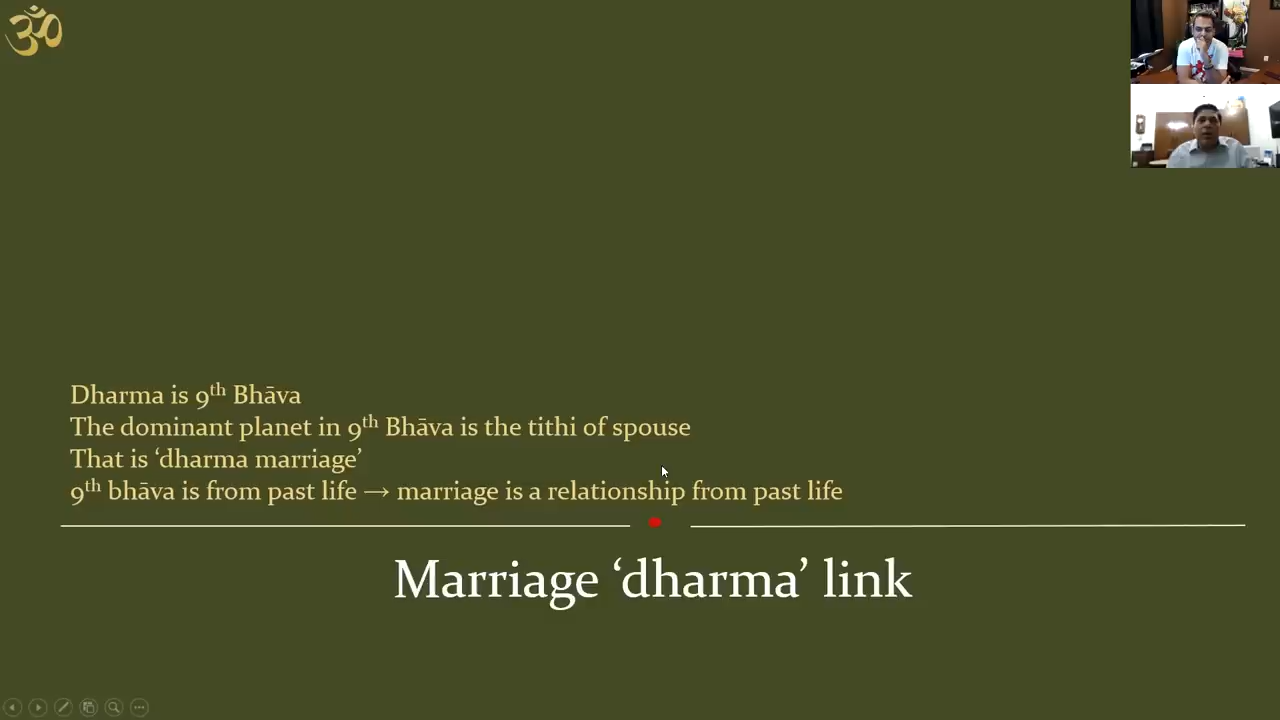 ॐ
Dharma is 9th Bhāva
The dominant planet in 9th Bhāva is the tithi of spouse
That is ‘dharma marriage’
9th bhāva is from past life → marriage is a relationship from past life
Marriage ‘dharma’ link